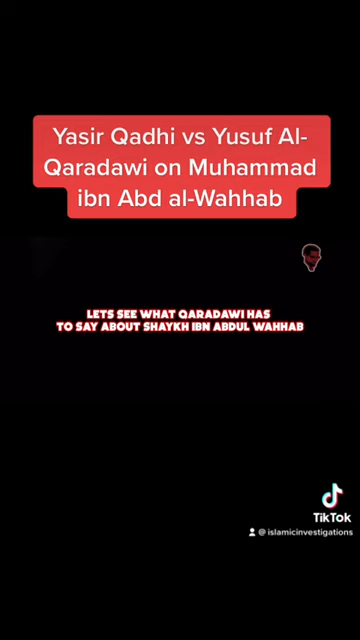 Yasir Qadhi vs Yusuf Al-
Qaradawi on Muhammad
ibn Abd al-Wahhab
LETS SEE WHAT QARADAWI HAS
TO SAY ABOUT SHAYKH IBN ABDUL WAHHAB
TikTok
@ islamicinvestigations